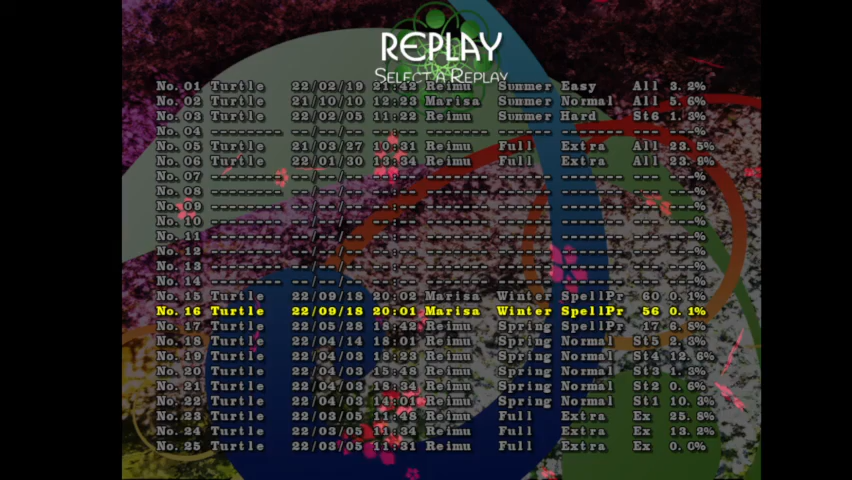 REPLAY
SELECT A REPLAY
No. 01 Turtle 22/02/19 21:42 Reimu Summer Easy All 3.2%
No. 02 Turtle 21/10/10 12:23 Marisa Summer Normal All 5.6%
No. 03 Turtle 22/02/05 11:22 Reimu Summer Hard St6 1.3%
No. 04 -------- --/--/-- --:-- ------- ------ ------- --- ---%
No. 05 Turtle 21/03/27 10:31 Reimu Full Extra All 23.5%
No. 06 Turtle 22/01/30 13:34 Reimu Full Extra All 23.9%
No. 07 -------- --/--/-- --:-- ------- ------ ------- --- ---%
No. 08 -------- --/--/-- --:-- ------- ------ ------- --- ---%
No. 09 -------- --/--/-- --:-- ------- ------ ------- --- ---%
No. 10 -------- --/--/-- --:-- ------- ------ ------- --- ---%
No. 11 -------- --/--/-- --:-- ------- ------ ------- --- ---%
No. 12 -------- --/--/-- --:-- ------- ------ ------- --- ---%
No. 13 -------- --/--/-- --:-- ------- ------ ------- --- ---%
No. 14 -------- --/--/-- --:-- ------- ------ ------- --- ---%
No. 15 Turtle 22/09/18 20:02 Marisa Winter SpellPr 60 0.1%
No. 16 Turtle 22/09/18 20:01 Marisa Winter SpellPr 56 0.1%
No. 17 Turtle 22/05/28 18:42 Reimu Spring SpellPr 17 8%
No. 18 Turtle 22/04/14 18:01 Reimu Spring Normal St5 2.3%
No. 19 Turtle 22/04/03 18:23 Reimu Spring Normal St4 12.6%
No. 20 Turtle 22/04/03 15:48 Reimu Spring Normal St3 1.3%
No. 21 Turtle 22/04/03 18:34 Reimu Spring Normal St2 0.6%
No. 22 Turtle 22/04/03 14:01 Reimu Spring Normal St1 10.3%
No. 23 Turtle 22/03/05 11:48 Reimu Full Extra Ex 25.8%
No. 24 Turtle 22/03/05 11:34 Reimu Full Extra Ex 13.2%
No. 25 Turtle 22/03/05 11:31 Reimu Full Extra Ex 0.0%